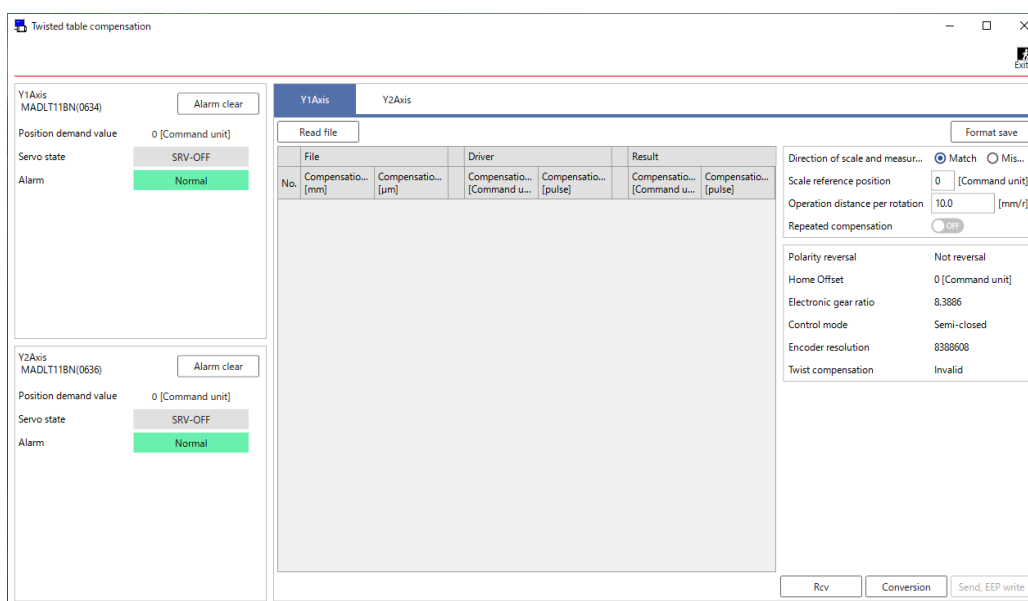 Twisted table compensation
Exit
Y1Axis
MADLT11BN(0634)
Alarm clear
Position demand value 0 [Command unit]
Servo state SRV-OFF
Alarm Normal
Y2Axis
MADLT11BN(0636)
Alarm clear
Position demand value 0 [Command unit]
Servo state SRV-OFF
Alarm Normal
Y1Axis Y2Axis
Read file Format save
File Driver Result
No. Compensatio... [mm] Compensatio... [μm] Compensatio... [Command u... Compensatio... [pulse] Compensatio... [Command u... Compensatio... [pulse]
Direction of scale and measur... Match Mis...
Scale reference position 0 [Command unit]
Operation distance per rotation 10.0 [mm/r]
Repeated compensation OFF
Polarity reversal Not reversal
Home Offset 0 [Command unit]
Electronic gear ratio 8.3886
Control mode Semi-closed
Encoder resolution 8388608
Twist compensation Invalid
Rcv Conversion Send, EEP write